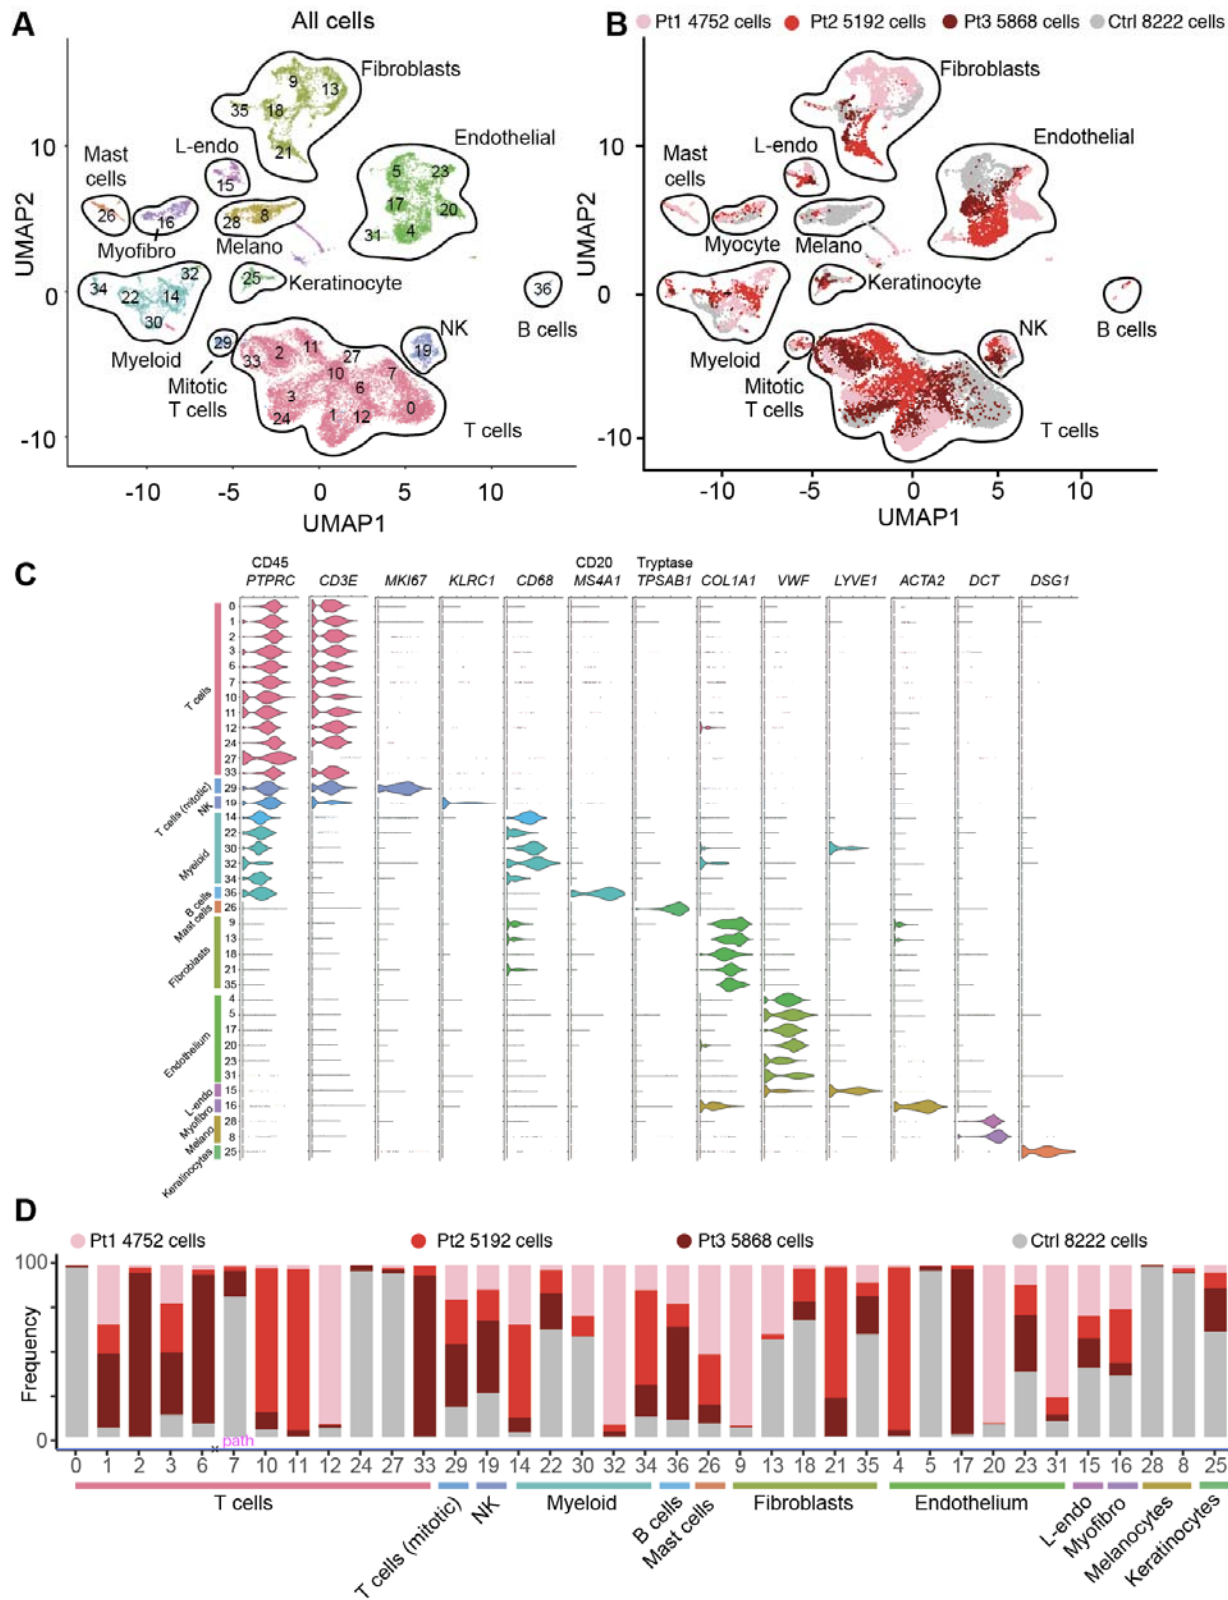 A
All cells
Fibroblasts
9
13
35
18
21
Endothelial
5
23
17
20
4
31
L-endo
15
Mast
cells
26
16
Myofibro
28
8
Melano
Keratinocyte
25
32
34
22
14
30
Myeloid
29
Mitotic
T cells
NK
19
36
B cells
33
2
11
27
10
7
3
6
24
1
12
0
T cells
10
0
-10
UMAP2
-10
-5
0
5
10
UMAP1
B
Pt1 4752 cells
Pt2 5192 cells
Pt3 5868 cells
Ctrl 8222 cells
Fibroblasts
Endothelial
L-endo
Mast
cells
Myocyte
Melano
Keratinocyte
Myeloid
Mitotic
T cells
NK
B cells
T cells
10
0
-10
UMAP2
-10
-5
0
5
10
UMAP1
C
CD45
CD20
Tryptase
PTPRC CD3E MKI67 KLRC1 CD68 MS4A1 TPSAB1 COL1A1 VWF LYVE1 ACTA2 DCT DSG1
T cells
0
1
2
3
6
7
10
11
12
24
27
33
T cells (mitotic)
29
NK
19
Myeloid
14
22
30
32
34
B cells
36
Mast cells
26
Fibroblasts
9
13
18
21
35
Endothelium
4
5
17
20
23
31
L-endo
15
Myofibro
16
Melano
28
8
Keratinocytes
25
D
Pt1 4752 cells
Pt2 5192 cells
Pt3 5868 cells
Ctrl 8222 cells
100
0
Frequency
path
0 1 2 3 6 7 10 11 12 24 27 33 29 19 14 22 30 32 34 36 26 9 13 18 21 35 4 5 17 20 23 31 15 16 28 8 25
T cells
T cells (mitotic)
NK
Myeloid
B cells
Mast cells
Fibroblasts
Endothelium
L-endo
Myofibro
Melanocytes
Keratinocytes